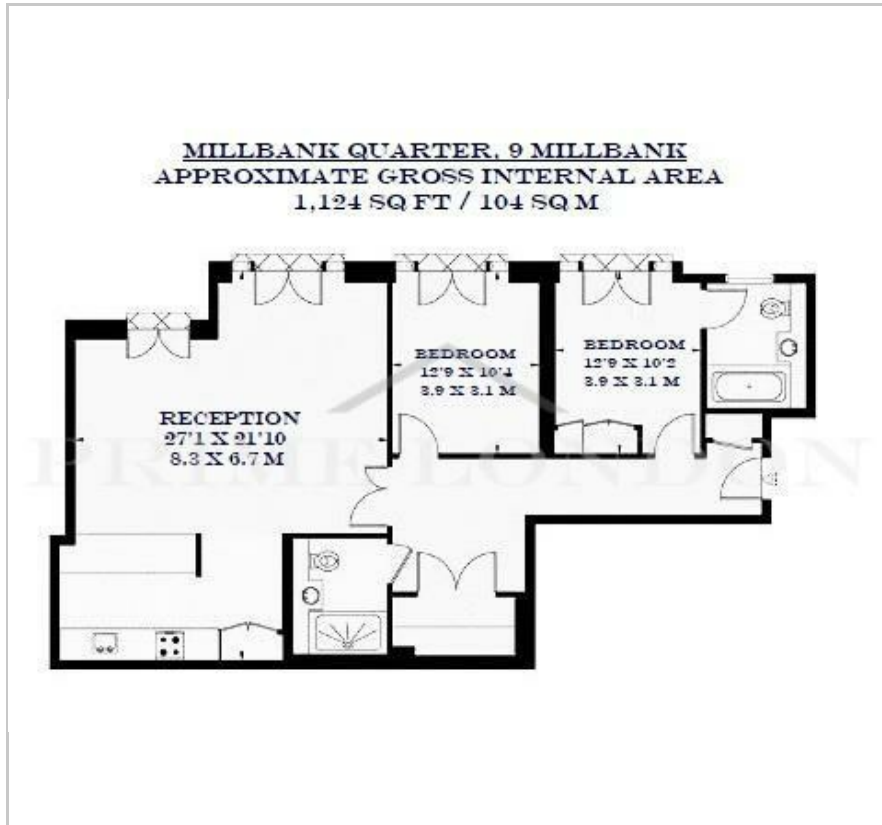 MILLBANK QUARTER, 9 MILLBANK
APPROXIMATE GROSS INTERNAL AREA
1,124 SQ FT / 104 SQ M
BEDROOM
12'9 X 10'4
3.9 X 3.1 M
BEDROOM
12'9 X 10'2
3.9 X 3.1 M
RECEPTION
27'1 X 21'10
8.3 X 6.7 M
PRIME LONDON